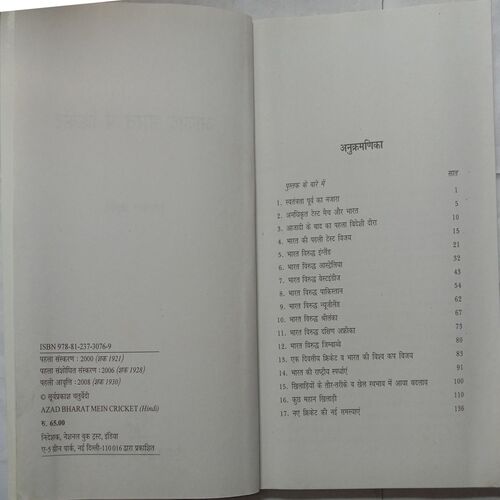 ISBN 978-81-237-3076-9
पहला संस्करण : 2000 (शक 1921)
पहला संशोधित संस्करण : 2006 (शक 1928)
पहली आवृत्ति : 2008 (शक 1930)
© सूर्यप्रकाश चतुर्वेदी
AZAD BHARAT MEIN CRICKET (Hindi)
रु. 65.00
निदेशक, नेशनल बुक ट्रस्ट, इंडिया
ए-5 ग्रीन पार्क, नई दिल्ली-110 016 द्वारा प्रकाशित
अनुक्रमणिका
पुस्तक के बारे में सात
1. स्वतंत्रता पूर्व का नजारा 1
2. अनधिकृत टेस्ट मैच और भारत 5
3. आजादी के बाद का पहला विदेशी दौरा 10
4. भारत की पहली टेस्ट विजय 15
5. भारत विरुद्ध इंग्लैंड 21
6. भारत विरुद्ध आस्ट्रेलिया 32
7. भारत विरुद्ध वेस्टइंडीज 43
8. भारत विरुद्ध पाकिस्तान 54
9. भारत विरुद्ध न्यूजीलैंड 62
10. भारत विरुद्ध श्रीलंका 67
11. भारत विरुद्ध दक्षिण अफ्रीका 73
12. भारत विरुद्ध जिम्बाब्वे 80
13. एक दिवसीय क्रिकेट व भारत की विश्व कप विजय 83
14. भारत की राष्ट्रीय स्पर्धाएं 91
15. खिलाड़ियों के तौर-तरीके व खेल स्वभाव में आया बदलाव 100
16. कुछ महान खिलाड़ी 110
17. नए क्रिकेट की नई समस्याएं 136